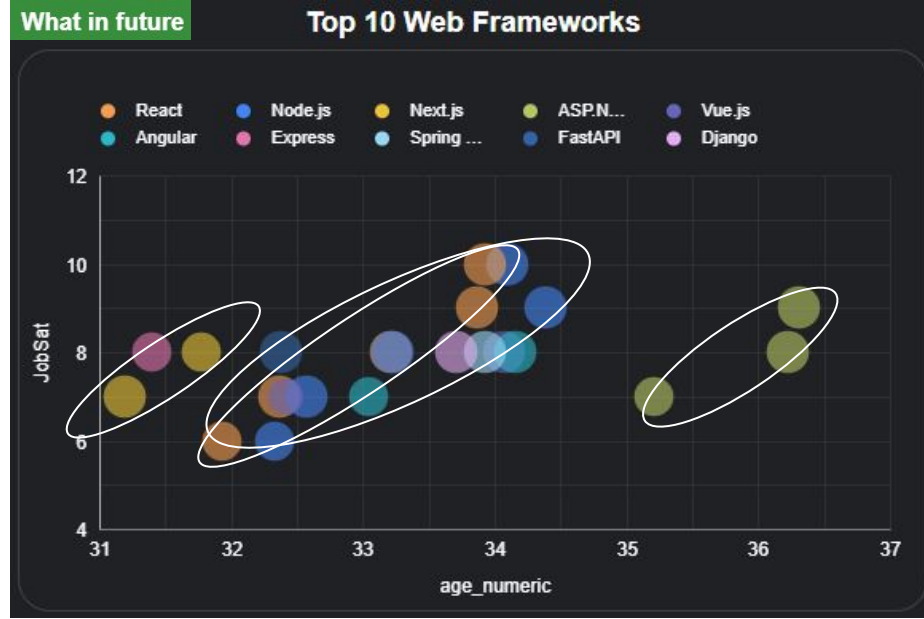 What in future
Top 10 Web Frameworks
React Node.js Next.js ASP.N... Vue.js
Angular Express Spring ... FastAPI Django
12
10
8
6
4
JobSat
31 32 33 34 35 36 37
age_numeric